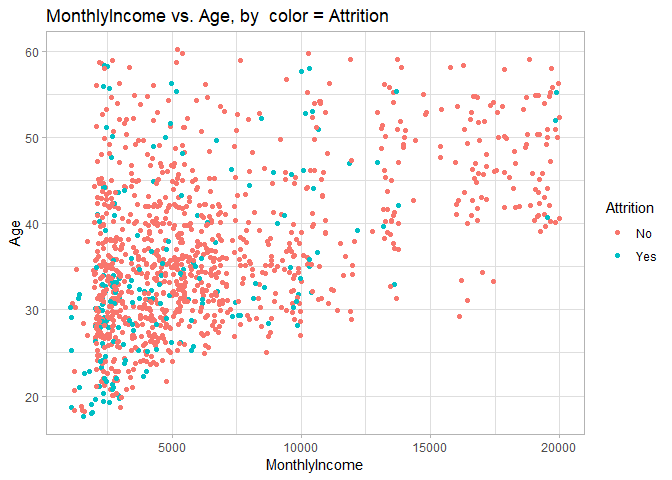 MonthlyIncome vs. Age, by  color = Attrition
60
50
40
30
20
Age
5000 10000 15000 20000
MonthlyIncome
Attrition
No
Yes